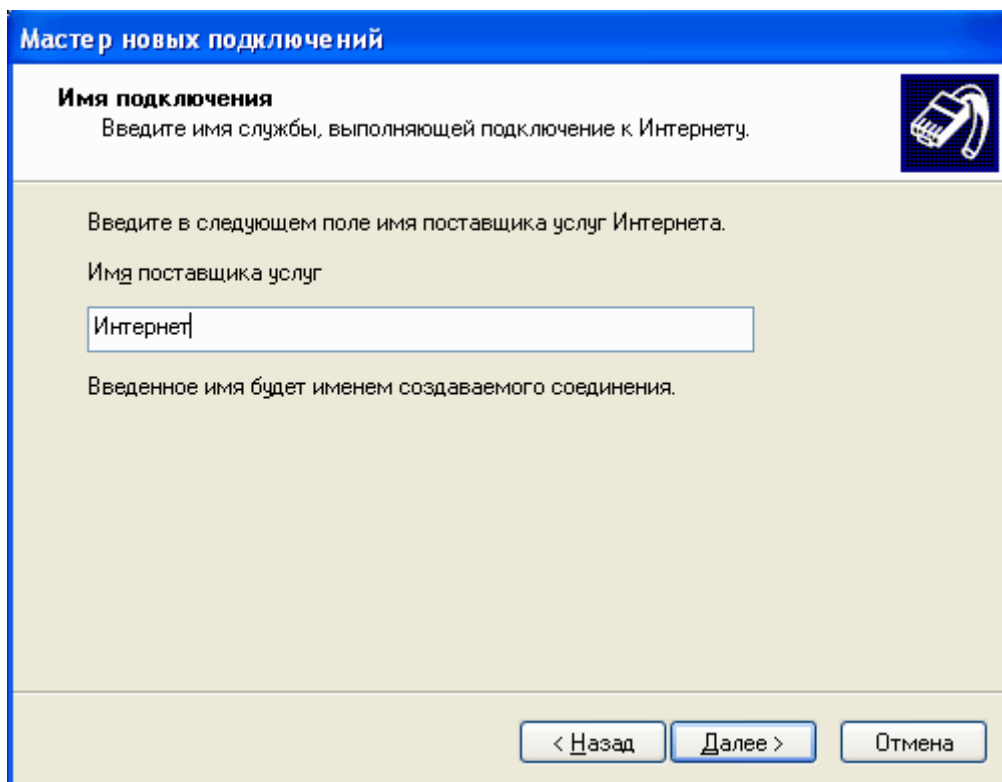 Мастер новых подключений
Имя подключения
Введите имя службы, выполняющей подключение к Интернету.
Введите в следующем поле имя поставщика услуг Интернета.
Имя поставщика услуг
Интернет
Введенное имя будет именем создаваемого соединения.
< Назад Далее > Отмена